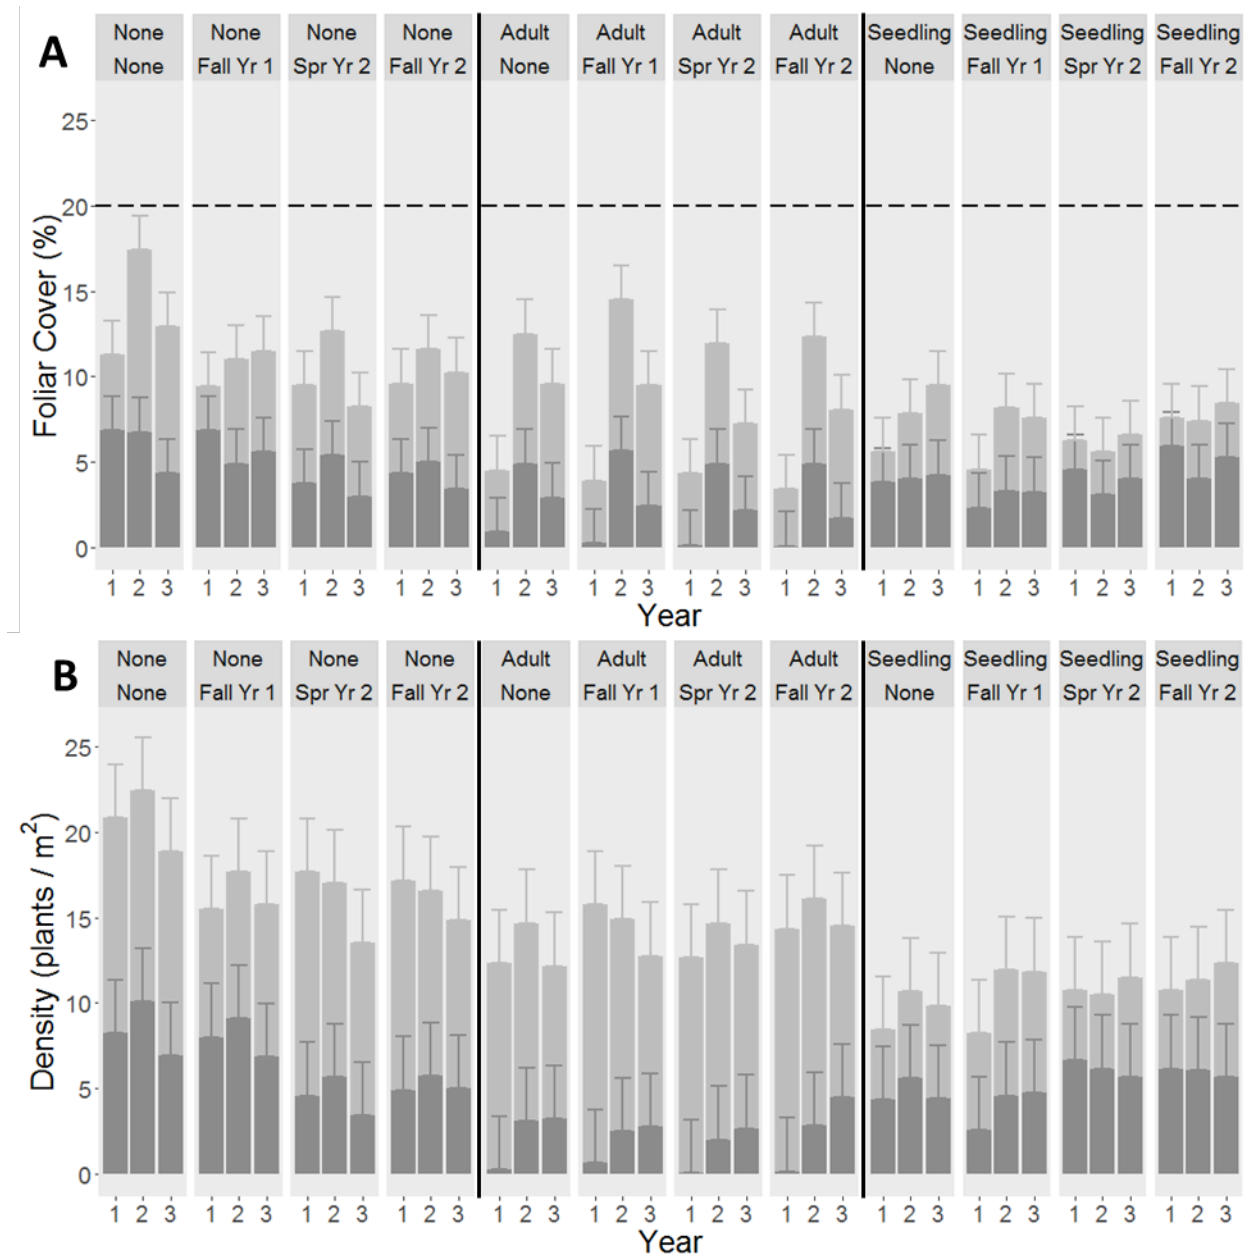 A
None None None None Adult Adult Adult Adult Seedling Seedling Seedling Seedling
None Fall Yr 1 Spr Yr 2 Fall Yr 2 None Fall Yr 1 Spr Yr 2 Fall Yr 2 None Fall Yr 1 Spr Yr 2 Fall Yr 2
Foliar Cover (%)
25
20
15
10
5
0
1 2 3 1 2 3 1 2 3 1 2 3 1 2 3 1 2 3 1 2 3 1 2 3 1 2 3 1 2 3 1 2 3 1 2 3
Year
B
None None None None Adult Adult Adult Adult Seedling Seedling Seedling Seedling
None Fall Yr 1 Spr Yr 2 Fall Yr 2 None Fall Yr 1 Spr Yr 2 Fall Yr 2 None Fall Yr 1 Spr Yr 2 Fall Yr 2
Density (plants / m²)
25
20
15
10
5
0
1 2 3 1 2 3 1 2 3 1 2 3 1 2 3 1 2 3 1 2 3 1 2 3 1 2 3 1 2 3 1 2 3 1 2 3
Year